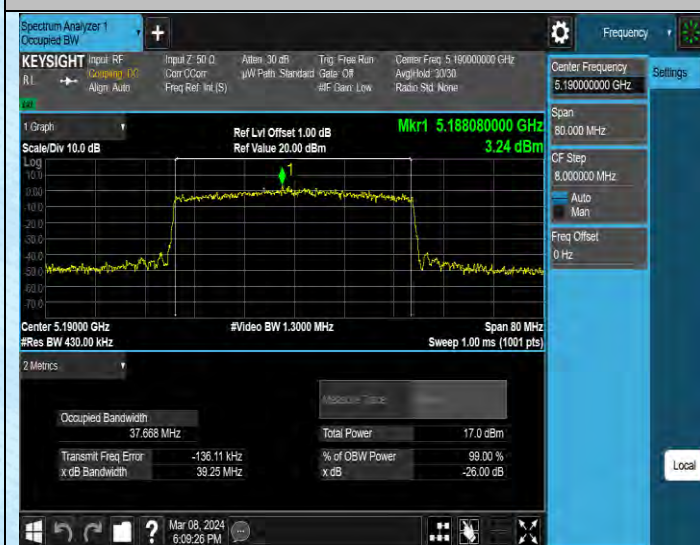 Spectrum Analyzer 1
Occupied BW
+
Frequency
KEYSIGHT
Input: RF
Coupling: DC
Align: Auto
Input Z: 50 Ω
Corr CCorr
Freq Ref: Int (S)
Atten: 30 dB
µW Path: Standard
Trig: Free Run
Gate: Off
#IF Gain: Low
Center Freq: 5.190000000 GHz
Avg|Hold: 30/30
Radio Std: None
Center Frequency
5.190000000 GHz
Settings
Span
80.000 MHz
CF Step
8.000000 MHz
Auto
Man
Freq Offset
0 Hz
1 Graph
Scale/Div 10.0 dB
Ref Lvl Offset 1.00 dB
Ref Value 20.00 dBm
Mkr1 5.188080000 GHz
3.24 dBm
Log
10.0
0.00
-10.0
-20.0
-30.0
-40.0
-50.0
-60.0
-70.0
1
Center 5.19000 GHz
#Video BW 1.3000 MHz
Span 80 MHz
#Res BW 430.00 kHz
Sweep 1.00 ms (1001 pts)
2 Metrics
Measure Trace
Occupied Bandwidth
37.668 MHz
Total Power 17.0 dBm
Transmit Freq Error -136.11 kHz
% of OBW Power 99.00 %
x dB Bandwidth 39.25 MHz
x dB -26.00 dB
Local
?
Mar 08, 2024
6:09:26 PM